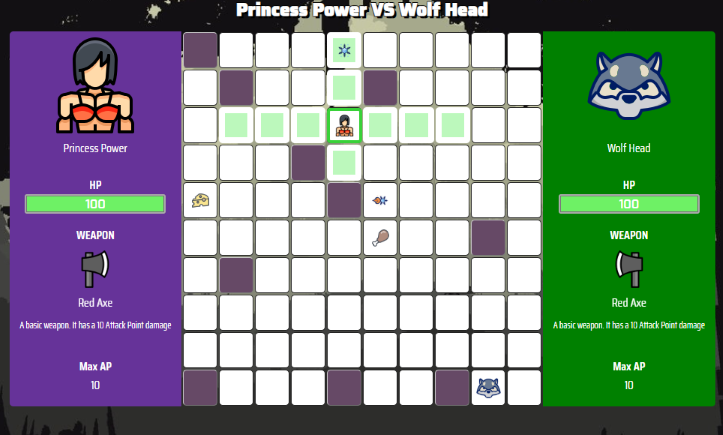 Princess Power VS Wolf Head
Princess Power
HP
100
WEAPON
Red Axe
A basic weapon. It has a 10 Attack Point damage
Max AP
10
Wolf Head
HP
100
WEAPON
Red Axe
A basic weapon. It has a 10 Attack Point damage
Max AP
10